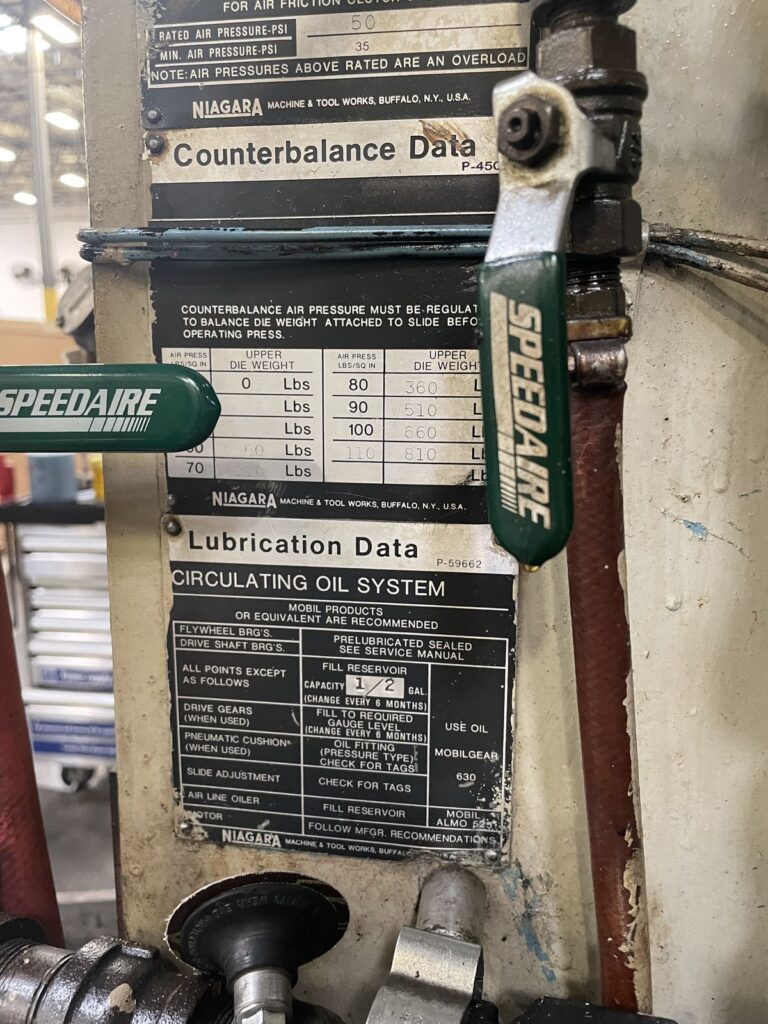 FOR AIR FRICTION CLUTCH
RATED AIR PRESSURE-PSI 50
MIN. AIR PRESSURE-PSI 35
NOTE: AIR PRESSURES ABOVE RATED ARE AN OVERLOAD
NIAGARA MACHINE & TOOL WORKS, BUFFALO, N.Y., U.S.A.
Counterbalance Data
P-450
COUNTERBALANCE AIR PRESSURE MUST BE REGULAT
TO BALANCE DIE WEIGHT ATTACHED TO SLIDE BEFO
OPERATING PRESS.
AIR PRESS LBS/SQ IN UPPER DIE WEIGHT AIR PRESS LBS/SQ IN UPPER DIE WEIGHT
0 Lbs 80 360 L
Lbs 90 510
Lbs 100 660 L
60 Lbs 110 810
70 Lbs
SPEEDAIRE
SPEEDAIRE
NIAGARA MACHINE & TOOL WORKS, BUFFALO, N.Y., U.S.A.
Lubrication Data
P-59662
CIRCULATING OIL SYSTEM
MOBIL PRODUCTS
OR EQUIVALENT ARE RECOMMENDED
FLYWHEEL BRG'S.
DRIVE SHAFT BRG'S.
PRELUBRICATED SEALED
SEE SERVICE MANUAL
ALL POINTS EXCEPT
AS FOLLOWS
FILL RESERVOIR
CAPACITY 1/2 GAL.
(CHANGE EVERY 6 MONTHS)
DRIVE GEARS
(WHEN USED)
FILL TO REQUIRED
GAUGE LEVEL
(CHANGE EVERY 6 MONTHS)
USE OIL
MOBILGEAR
630
PNEUMATIC CUSHION*
(WHEN USED)
OIL FITTING
(PRESSURE TYPE)
CHECK FOR TAGS
SLIDE ADJUSTMENT
CHECK FOR TAGS
AIR LINE OILER
FILL RESERVOIR
MOBIL
ALMO 525
MOTOR
FOLLOW MFGR. RECOMMENDATIONS
NIAGARA MACHINE & TOOL WORKS, BUFFALO